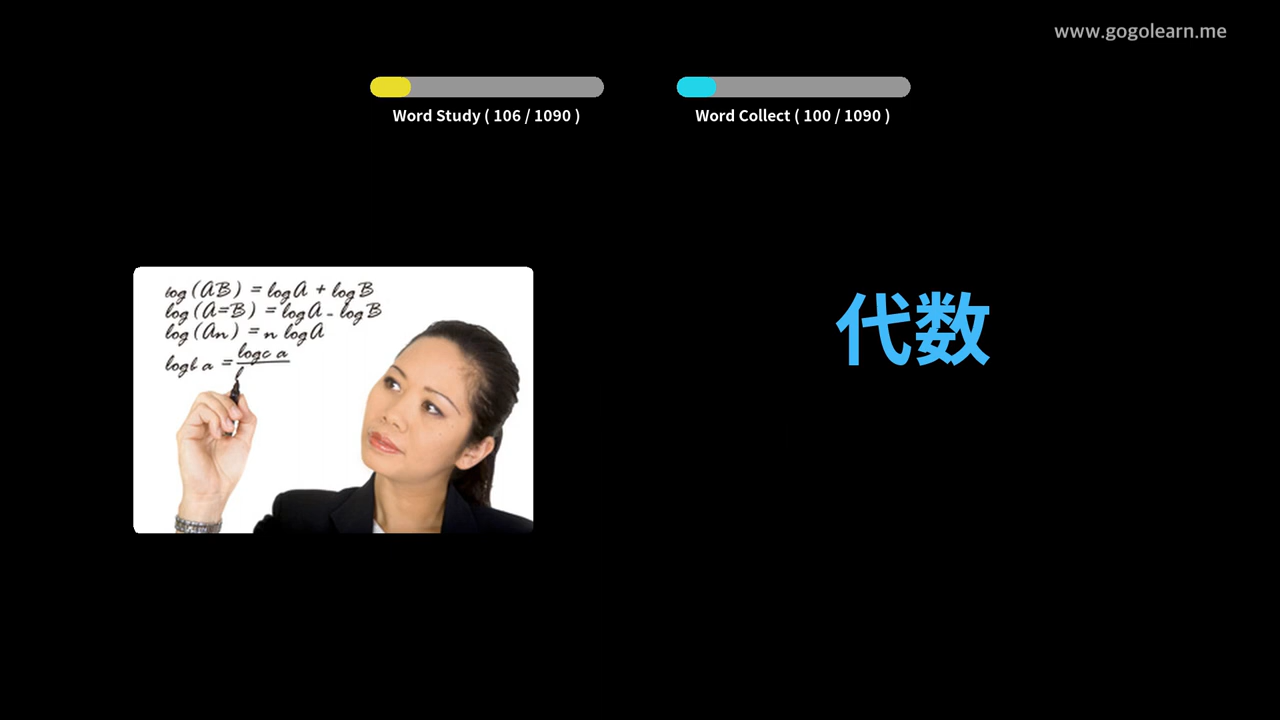 www.gogolearn.me
Word Study ( 106 / 1090 )
Word Collect ( 100 / 1090 )
log (AB) = logA + logB
log (A=B) = logA - logB
log (An) = n logA
logb a = logc a
代数